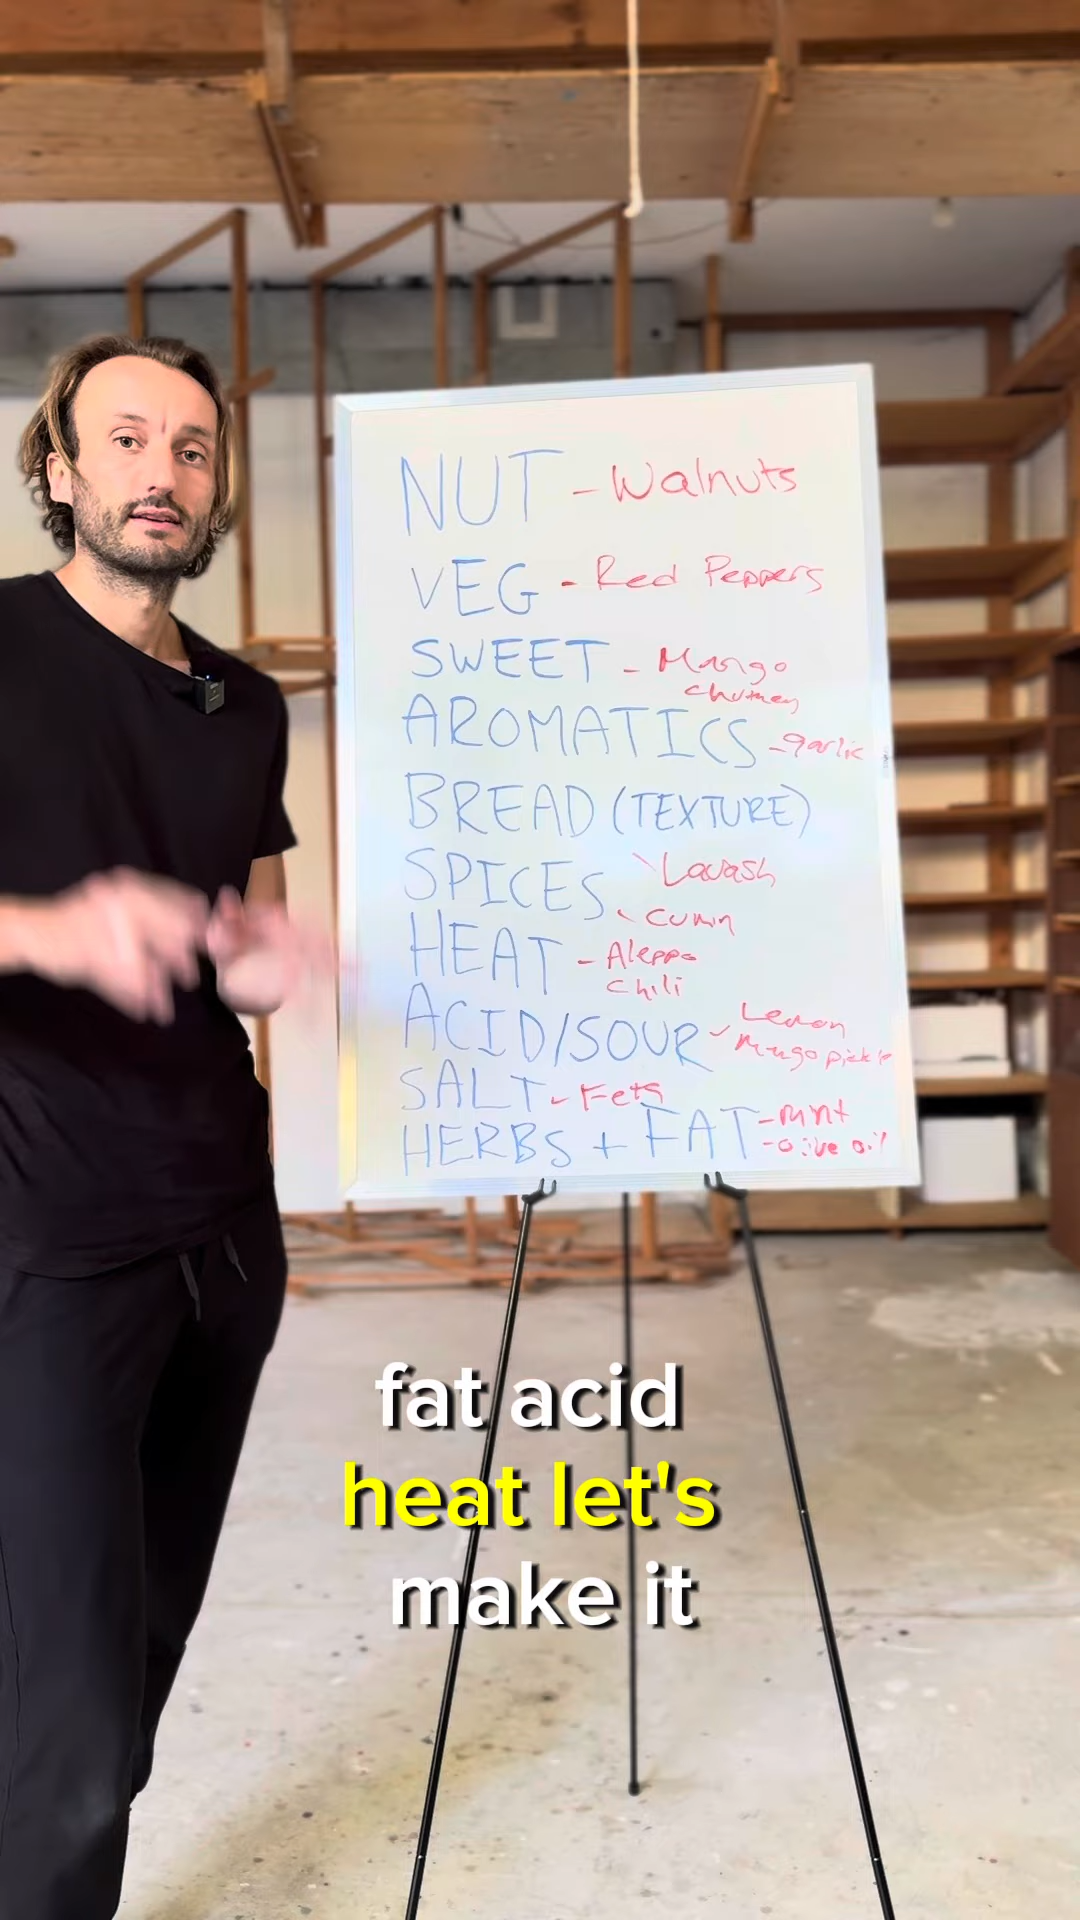 NUT - Walnuts
VEG - Red Peppers
SWEET - Mango
chutney
AROMATICS - garlic
BREAD (TEXTURE)
Lavash
SPICES
cumin
HEAT - Aleppo
chili
ACID/SOUR - Lemon
Mango pickle
SALT - Feta
HERBS + FAT - mint
- olive oil
fat acid
heat let's
make it